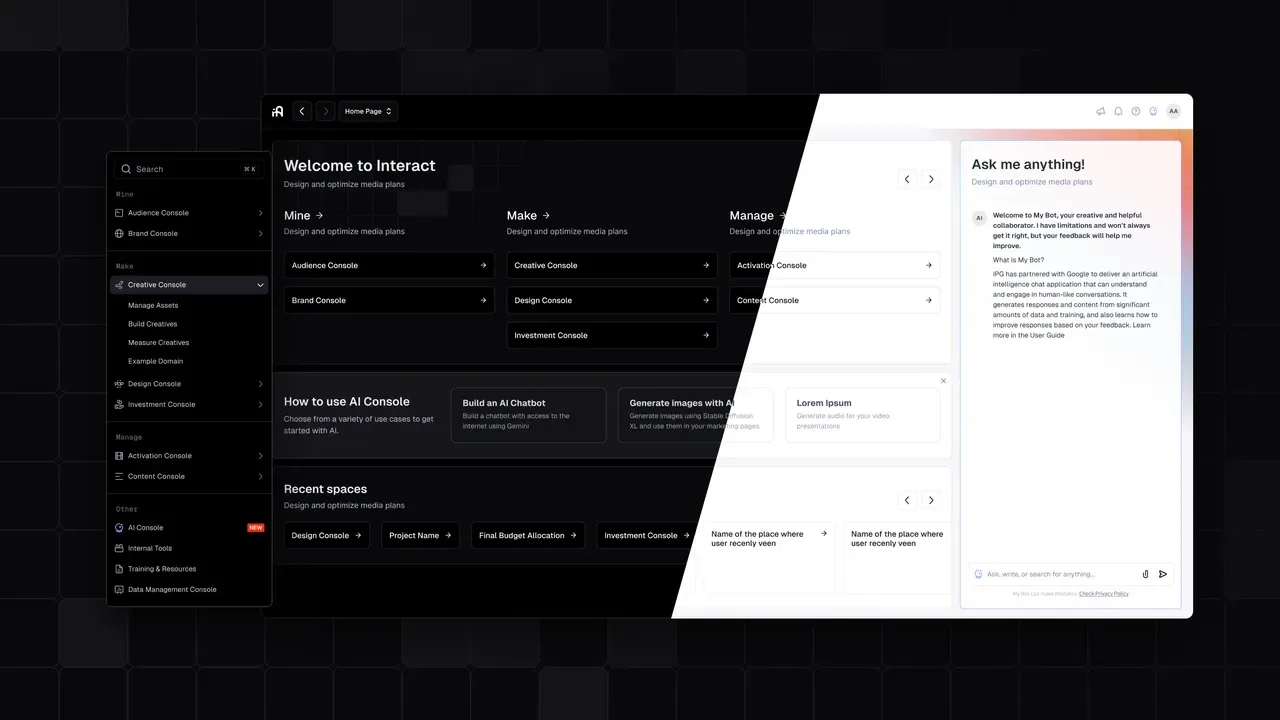 Home Page
AA
Search
⌘ K
Mine
Audience Console
Brand Console
Make
Creative Console
Manage Assets
Build Creatives
Measure Creatives
Example Domain
Design Console
Investment Console
Manage
Activation Console
Content Console
Other
AI Console
NEW
Internal Tools
Training & Resources
Data Management Console
Welcome to Interact
Design and optimize media plans
Mine →
Design and optimize media plans
Audience Console →
Brand Console →
Make →
Design and optimize media plans
Creative Console →
Design Console →
Investment Console →
Manage →
Design and optimize media plans
Activation Console →
Content Console →
How to use AI Console
Choose from a variety of use cases to get
started with AI.
Build an AI Chatbot
Build a chatbot with access to the
internet using Gemini
Generate images with AI
Generate images using Stable Diffusion
XL and use them in your marketing pages.
Lorem Ipsum
Generate audio for your video
presentations
Recent spaces
Design and optimize media plans
Design Console →
Project Name →
Final Budget Allocation →
Investment Console →
Name of the place where →
user recenly veen
Name of the place where
user recenly veen
Ask me anything!
Design and optimize media plans
AI
Welcome to My Bot, your creative and helpful
collaborator. I have limitations and won't always
get it right, but your feedback will help me
improve.
What is My Bot?
IPG has partnered with Google to deliver an artificial
intelligence chat application that can understand
and engage in human-like conversations. It
generates responses and content from significant
amounts of data and training, and also learns how to
improve responses based on your feedback. Learn
more in the User Guide
Ask, write, or search for anything...
My Bot can make mistakes. Check Privacy Policy